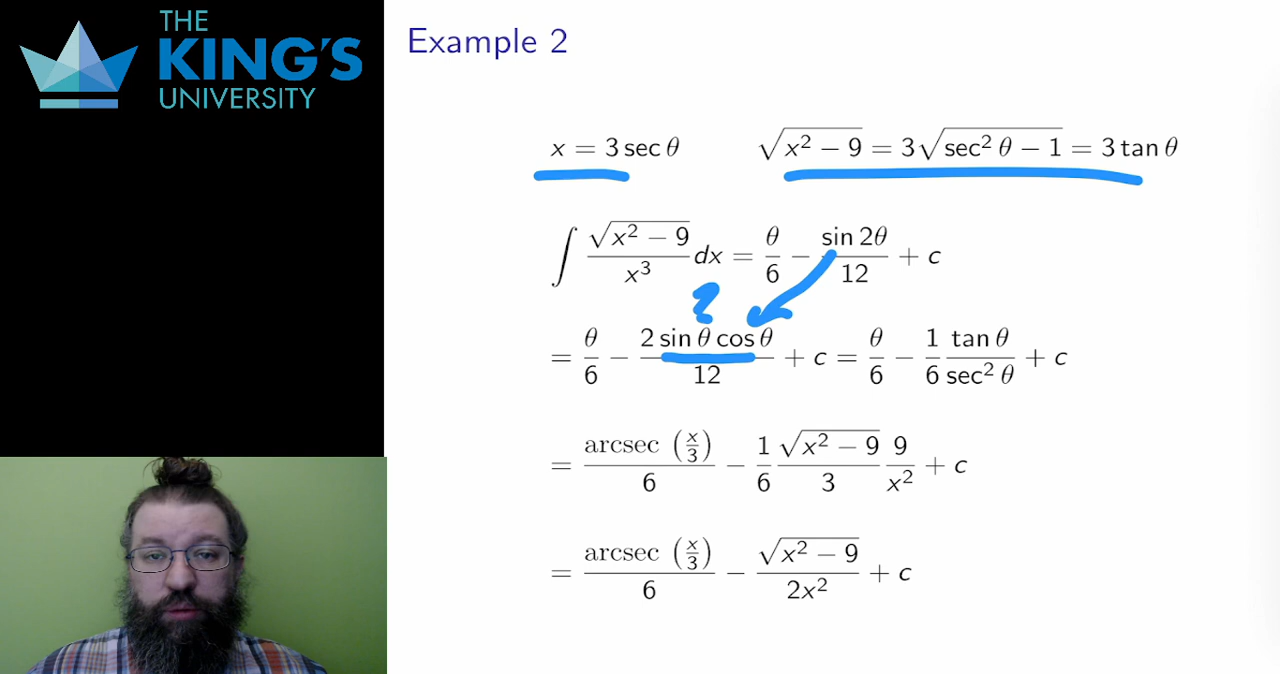 THE
KING'S
UNIVERSITY
Example 2
x = 3 sec θ √(x² − 9) = 3√(sec² θ − 1) = 3 tan θ
∫ √(x² − 9)/x³ dx = θ/6 − sin 2θ/12 + c
?
= θ/6 − 2 sin θ cos θ/12 + c = θ/6 − 1/6 tan θ/sec² θ + c
= arcsec (x/3)/6 − 1/6 √(x² − 9)/3 9/x² + c
= arcsec (x/3)/6 − √(x² − 9)/2x² + c